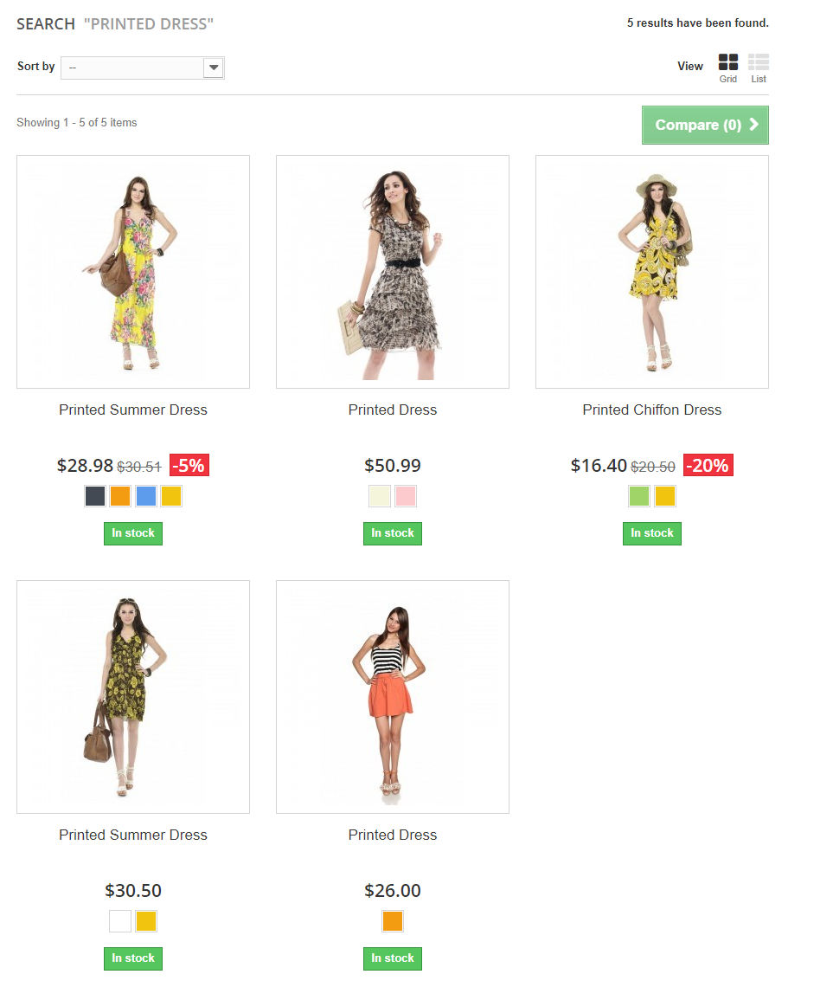 SEARCH "PRINTED DRESS" 5 results have been found.
Sort by -- View Grid List
Showing 1 - 5 of 5 items Compare (0)
Printed Summer Dress Printed Dress Printed Chiffon Dress
$28.98 $30.51 -5% $50.99 $16.40 $20.50 -20%
In stock In stock In stock
Printed Summer Dress Printed Dress
$30.50 $26.00
In stock In stock